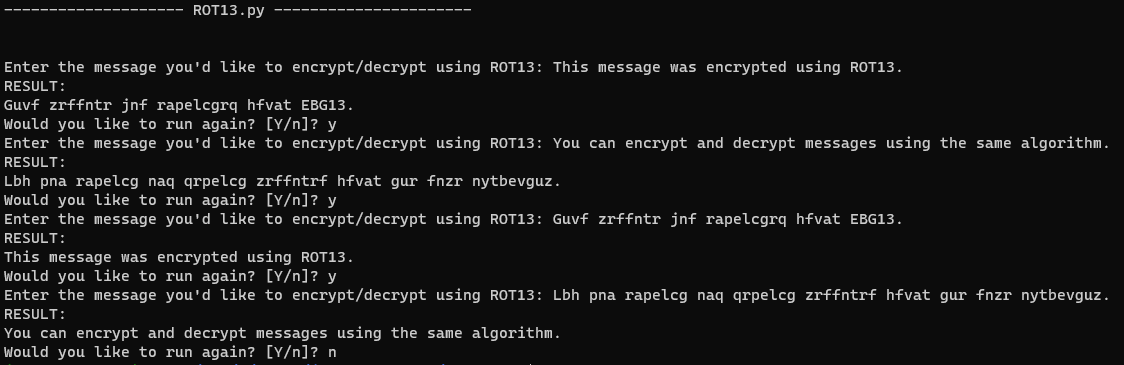 -------------------- ROT13.py ----------------------
Enter the message you'd like to encrypt/decrypt using ROT13: This message was encrypted using ROT13.
RESULT:
Guvf zrffntr jnf rapelcgrq hfvat EBG13.
Would you like to run again? [Y/n]? y
Enter the message you'd like to encrypt/decrypt using ROT13: You can encrypt and decrypt messages using the same algorithm.
RESULT:
Lbh pna rapelcg naq qrpelcg zrffntrf hfvat gur fnzr nytbevguz.
Would you like to run again? [Y/n]? y
Enter the message you'd like to encrypt/decrypt using ROT13: Guvf zrffntr jnf rapelcgrq hfvat EBG13.
RESULT:
This message was encrypted using ROT13.
Would you like to run again? [Y/n]? y
Enter the message you'd like to encrypt/decrypt using ROT13: Lbh pna rapelcg naq qrpelcg zrffntrf hfvat gur fnzr nytbevguz.
RESULT:
You can encrypt and decrypt messages using the same algorithm.
Would you like to run again? [Y/n]? n